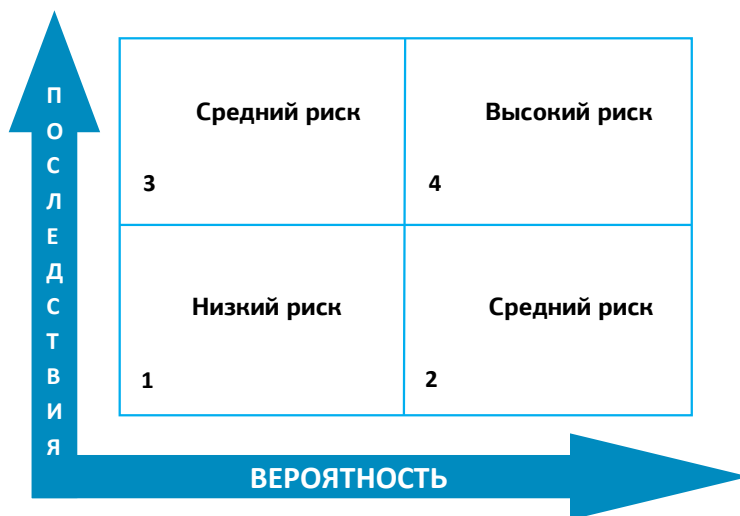 ПОСЛЕДСТВИЯ
Средний риск
Высокий риск
3
4
Низкий риск
Средний риск
1
2
ВЕРОЯТНОСТЬ